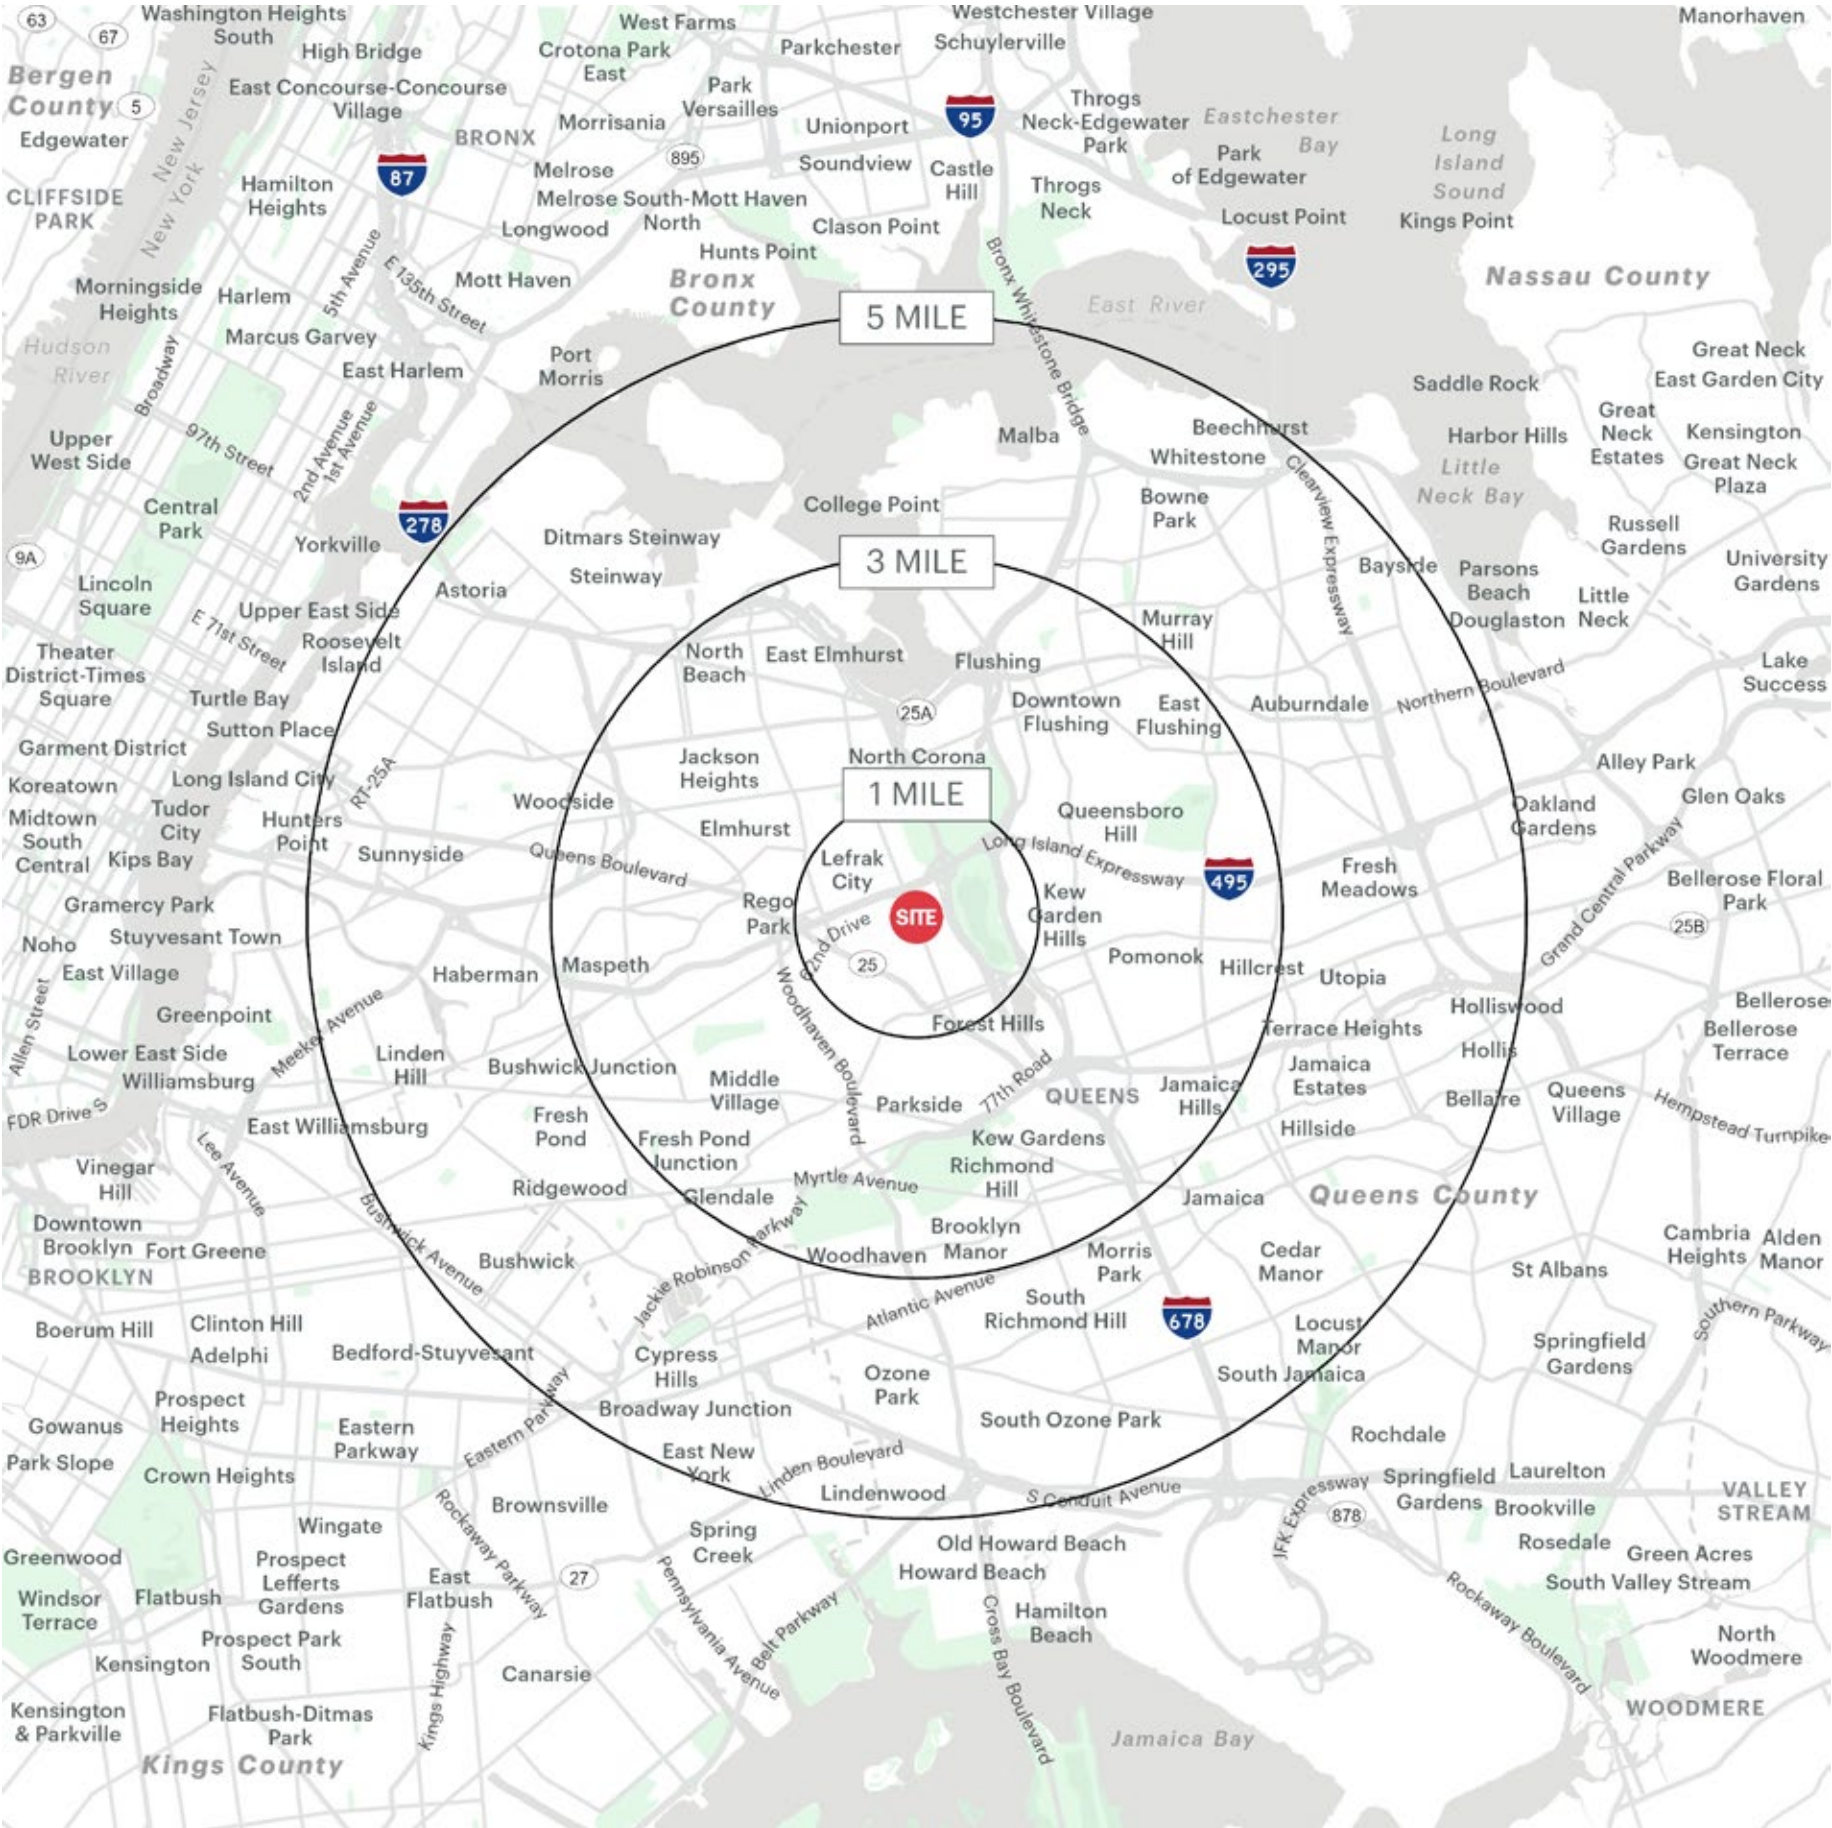 63
67
Washington Heights
South
High Bridge
West Farms
Crotona Park
East
Parkchester
Westchester Village
Schuylerville
Manorhaven
Bergen
County
5
Edgewater
New Jersey
New York
East Concourse-Concourse
Village
BRONX
Park
Versailles
Morrisania
895
Unionport
95
Throgs
Neck-Edgewater
Park
Eastchester
Bay
Long
Island
Sound
Park
of Edgewater
CLIFFSIDE
PARK
Hamilton
Heights
87
Melrose
Melrose South-Mott Haven
North
Longwood
Soundview
Castle
Hill
Throgs
Neck
Clason Point
Hunts Point
Locust Point
Kings Point
295
Nassau County
Morningside
Heights
Harlem
5th Avenue
E 135th Street
Mott Haven
Bronx
County
5 MILE
Bronx Whitestone Bridge
East River
Hudson
River
Marcus Garvey
Broadway
East Harlem
Port
Morris
Great Neck
East Garden City
Saddle Rock
Great
Neck
Estates
Kensington
Great Neck
Plaza
Harbor Hills
Little
Neck Bay
Upper
West Side
97th Street
2nd Avenue
1st Avenue
Malba
Beechhurst
Whitestone
Clearview Expressway
Central
Park
278
Yorkville
College Point
Bowne
Park
9A
Ditmars Steinway
Steinway
3 MILE
Bayside
Parsons
Beach
Douglaston
Little
Neck
Russell
Gardens
University
Gardens
Lincoln
Square
Astoria
Upper East Side
E 71st Street
Roosevelt
Island
Murray
Hill
Theater
District-Times
Square
North
Beach
East Elmhurst
Flushing
Lake
Success
Turtle Bay
Sutton Place
25A
Downtown
Flushing
East
Flushing
Auburndale
Northern Boulevard
Garment District
Koreatown
Long Island City
RT-25A
Jackson
Heights
North Corona
1 MILE
Alley Park
Glen Oaks
Midtown
South
Central
Tudor
City
Hunters
Point
Woodside
Elmhurst
Queensboro
Hill
Oakland
Gardens
Kips Bay
Sunnyside
Queens Boulevard
Lefrak
City
Long Island Expressway
495
Fresh
Meadows
Grand Central Parkway
Bellerose Floral
Park
25B
Gramercy Park
Rego
Park
SITE
Kew
Garden
Hills
Noho
Stuyvesant Town
East Village
62nd Drive
25
Haberman
Maspeth
Pomonok
Hillcrest
Utopia
Allen Street
Greenpoint
Meeker Avenue
Woodhaven Boulevard
Forest Hills
Terrace Heights
Holliswood
Bellerose
Bellerose
Terrace
Lower East Side
Williamsburg
Linden
Hill
Bushwick Junction
Middle
Village
Parkside
77th Road
QUEENS
Jamaica
Hills
Jamaica
Estates
Hollis
Bellaire
Queens
Village
Hempstead Turnpike
FDR Drive S
East Williamsburg
Fresh
Pond
Fresh Pond
Junction
Kew Gardens
Richmond
Hill
Hillside
Vinegar
Hill
Lee Avenue
Ridgewood
Glendale
Myrtle Avenue
Jamaica
Queens County
Downtown
Brooklyn
Fort Greene
BROOKLYN
Bushwick Avenue
Bushwick
Jackie Robinson Parkway
Woodhaven
Brooklyn
Manor
Morris
Park
Cedar
Manor
St Albans
Cambria
Heights
Alden
Manor
Boerum Hill
Clinton Hill
Adelphi
Bedford-Stuyvesant
Cypress
Hills
Atlantic Avenue
South
Richmond Hill
678
Locust
Manor
South Jamaica
Springfield
Gardens
Southern Parkway
Gowanus
Prospect
Heights
Eastern
Parkway
Eastern Parkway
Broadway Junction
Ozone
Park
South Ozone Park
Rochdale
Park Slope
Crown Heights
East New
York
Linden Boulevard
Lindenwood
S Conduit Avenue
JFK Expressway
Springfield
Gardens
Laurelton
Brookville
VALLEY
STREAM
Wingate
Rockaway Parkway
Brownsville
Spring
Creek
Old Howard Beach
Howard Beach
878
Rosedale
Green Acres
South Valley Stream
Greenwood
Windsor
Terrace
Flatbush
Prospect
Lefferts
Gardens
East
Flatbush
27
Pennsylvania Avenue
Belt Parkway
Cross Bay Boulevard
Hamilton
Beach
Rockaway Boulevard
North
Woodmere
Kensington
Prospect Park
South
Kings Highway
Canarsie
WOODMERE
Kensington
& Parkville
Flatbush-Ditmas
Park
Kings County
Jamaica Bay